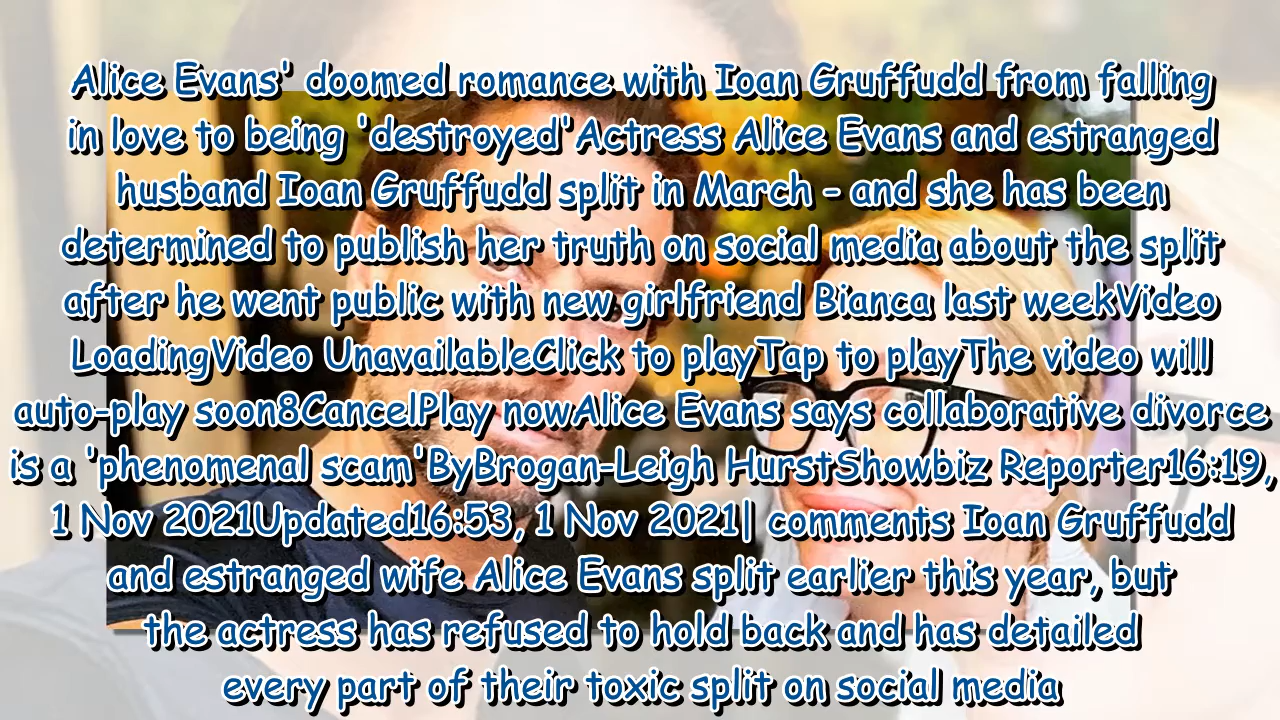 Alice Evans' doomed romance with Ioan Gruffudd from falling
in love to being 'destroyed'Actress Alice Evans and estranged
husband Ioan Gruffudd split in March - and she has been
determined to publish her truth on social media about the split
after he went public with new girlfriend Bianca last weekVideo
LoadingVideo UnavailableClick to playTap to playThe video will
auto-play soon8CancelPlay nowAlice Evans says collaborative divorce
is a 'phenomenal scam'ByBrogan-Leigh HurstShowbiz Reporter16:19,
1 Nov 2021Updated16:53, 1 Nov 2021| comments Ioan Gruffudd
and estranged wife Alice Evans split earlier this year, but
the actress has refused to hold back and has detailed
every part of their toxic split on social media